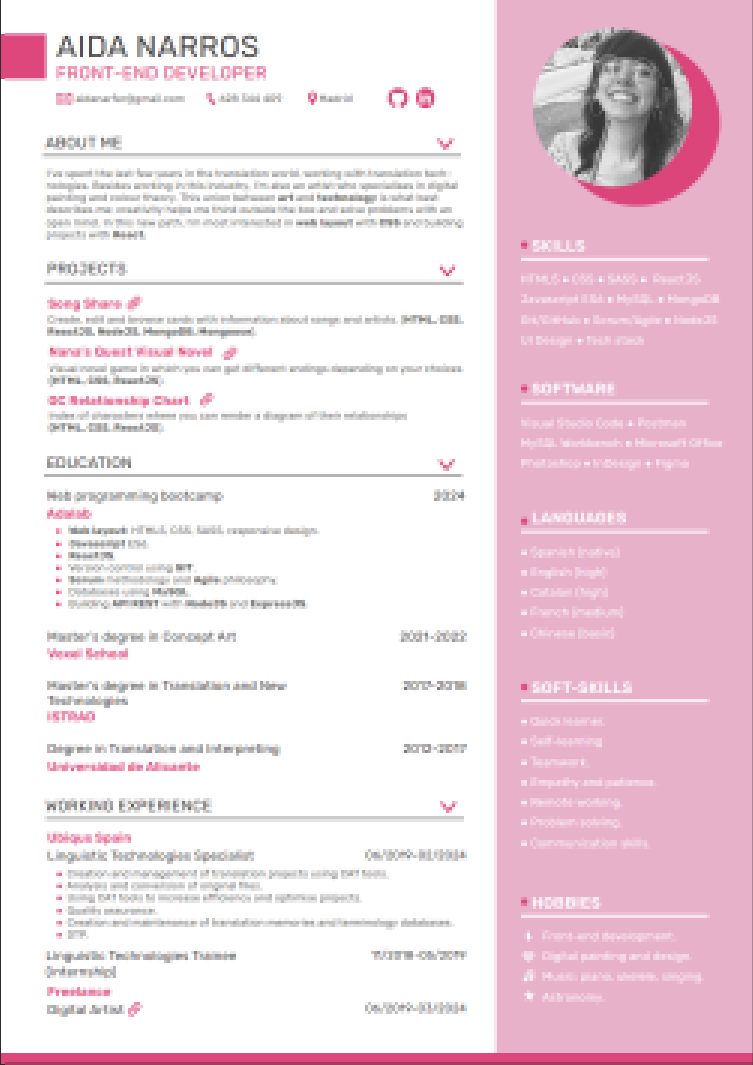 AIDA NARROS
FRONT-END DEVELOPER
Madrid
ABOUT ME
I've spent the last few years in the translation world, working with translation tech-
nologies. Besides working in this industry, I'm also an artist who specialises in digital
painting and colour theory. This union between art and technology is what best
describes me: creativity helps me think outside the box and solve problems with an
open mind. In this new path, I'm most interested in web layout with CSS and building
projects with React.
PROJECTS
Song Share
Create, edit and browse cards with information about songs and artists. (HTML, CSS,
ReactJS, NodeJS, MongoDB, Mongoose).
Nana's Quest Visual Novel
Visual novel game in which you can get different endings depending on your choices.
(HTML, CSS, ReactJS).
OC Relationship Chart
Index of characters where you can render a diagram of their relationships
(HTML, CSS, ReactJS).
EDUCATION
Web programming bootcamp 2024
Adalab
Web layout: HTML5, CSS, SASS, responsive design.
Javascript ES6.
ReactJS.
Version control using GIT.
Scrum methodology and Agile philosophy.
Databases using MySQL.
Building API REST with NodeJS and ExpressJS.
Master's degree in Concept Art 2021-2022
Voxel School
Master's degree in Translation and New 2017-2018
Technologies
ISTRAD
Degree in Translation and Interpreting 2012-2017
Universidad de Alicante
WORKING EXPERIENCE
Ubiqus Spain
Linguistic Technologies Specialist 06/2019-02/2024
Creation and management of translation projects using CAT tools.
Analysis and conversion of original files.
Using CAT tools to increase efficiency and optimise projects.
Quality assurance.
Creation and maintenance of translation memories and terminology databases.
DTP.
Linguistic Technologies Trainee 11/2018-06/2019
(internship)
Freelance
Digital Artist 06/2019-03/2024
SKILLS
HTML5 • CSS • SASS • ReactJS
Javascript ES6 • MySQL • MongoDB
Git/GitHub • Scrum/Agile • NodeJS
UI Design • Tech stack
SOFTWARE
Visual Studio Code • Postman
MySQL Workbench • Microsoft Office
Photoshop • InDesign • Figma
LANGUAGES
Spanish (native)
English (high)
Catalan (high)
French (medium)
Chinese (basic)
SOFT-SKILLS
Quick learner.
Self-learning
Teamwork.
Empathy and patience.
Remote working.
Problem solving.
Communication skills.
HOBBIES
Front-end development.
Digital painting and design.
Music: piano, ukelele, singing.
Astronomy.